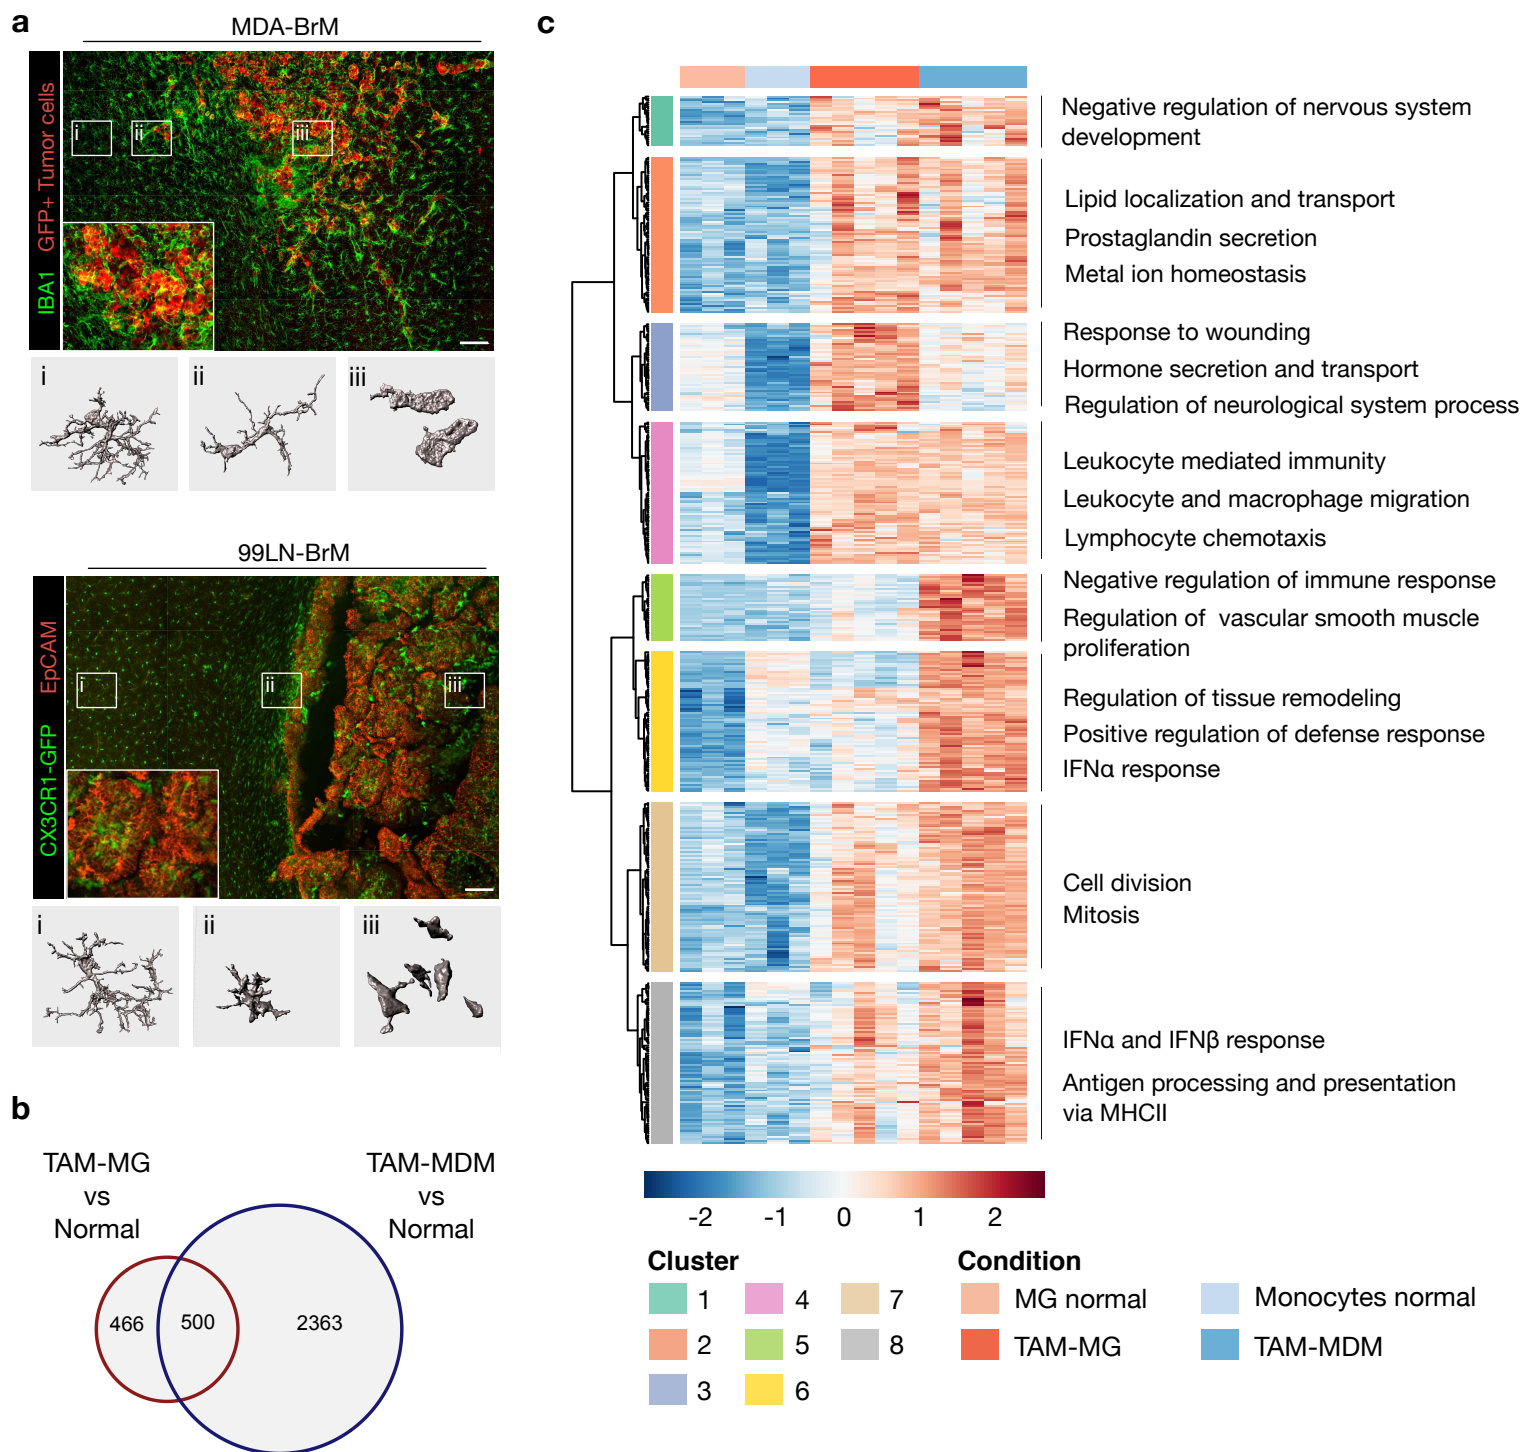 a
MDA-BrM
IBA1 GFP+ Tumor cells
i
ii
iii
i
ii
iii
99LN-BrM
CX3CR1-GFP EpCAM
i
ii
iii
i
ii
iii
b
TAM-MG
vs
Normal
TAM-MDM
vs
Normal
466
500
2363
c
Negative regulation of nervous system
development
Lipid localization and transport
Prostaglandin secretion
Metal ion homeostasis
Response to wounding
Hormone secretion and transport
Regulation of neurological system process
Leukocyte mediated immunity
Leukocyte and macrophage migration
Lymphocyte chemotaxis
Negative regulation of immune response
Regulation of vascular smooth muscle
proliferation
Regulation of tissue remodeling
Positive regulation of defense response
IFNα response
Cell division
Mitosis
IFNα and IFNβ response
Antigen processing and presentation
via MHCII
-2 -1 0 1 2
Cluster
1
2
3
4
5
6
7
8
Condition
MG normal
TAM-MG
Monocytes normal
TAM-MDM